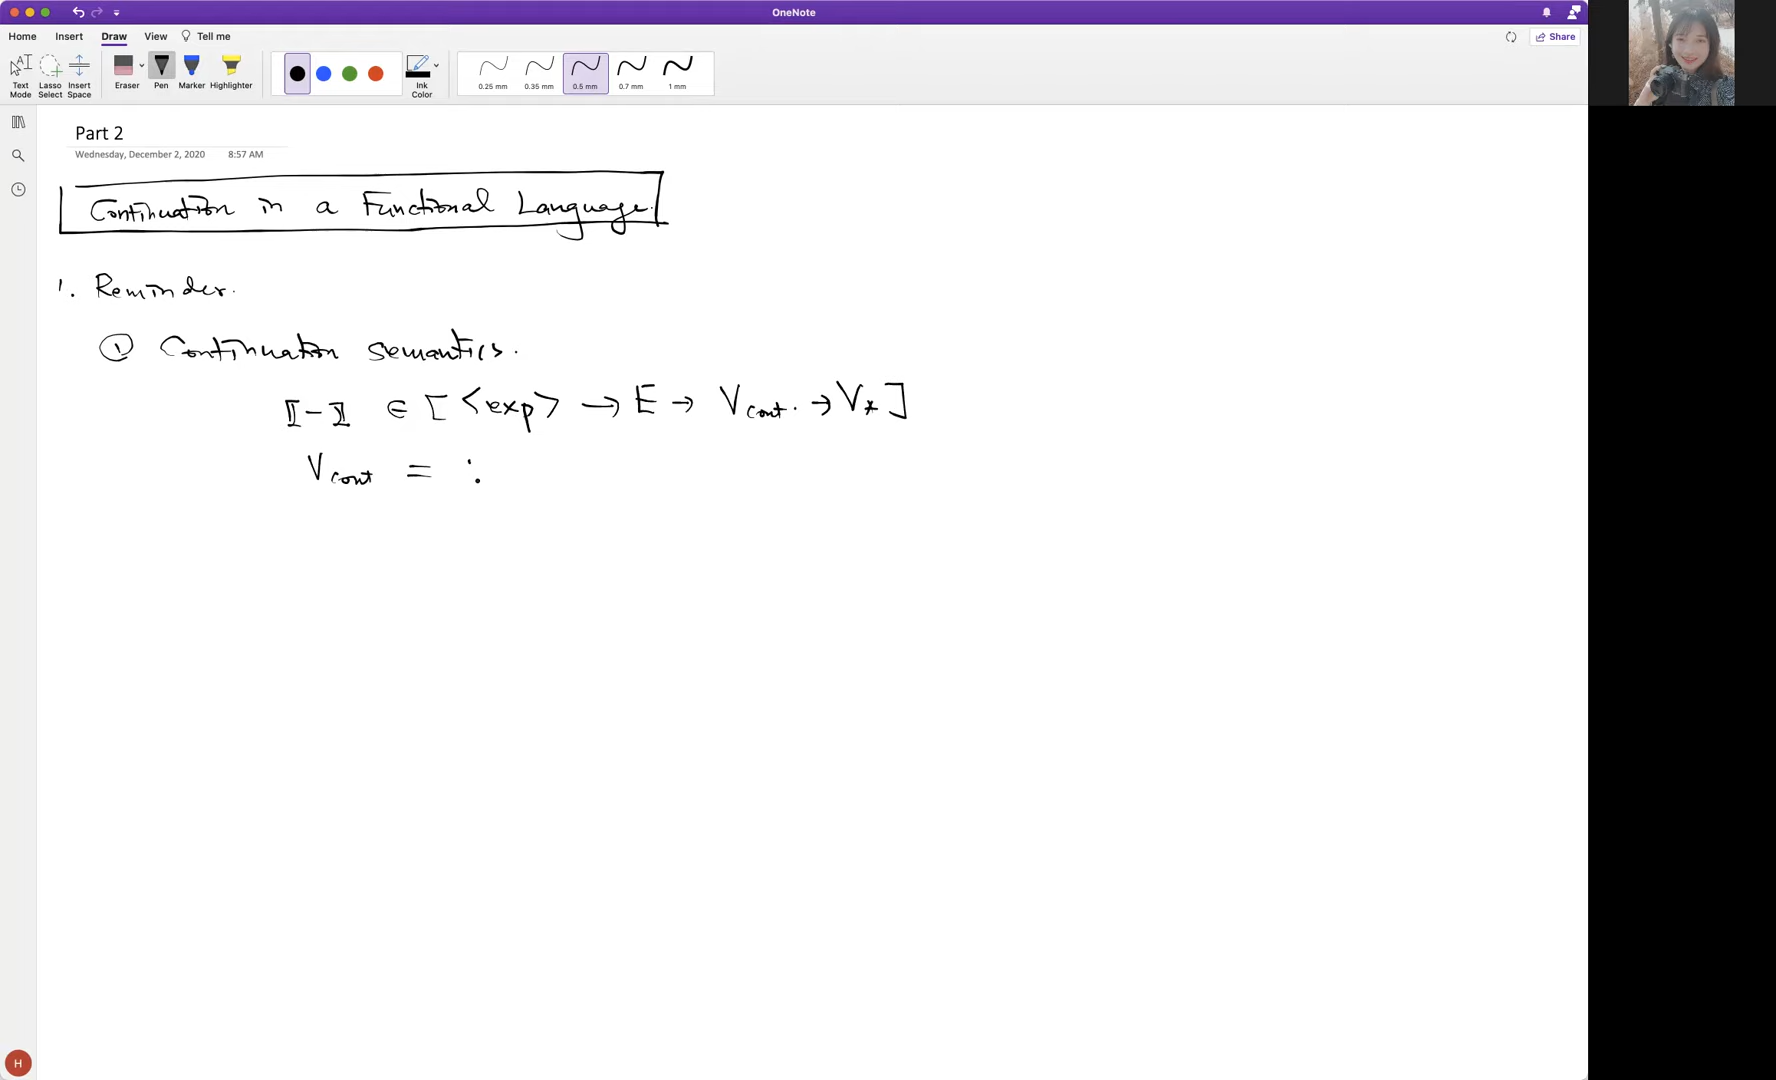 OneNote
Home Insert Draw View Tell me
Share
Text Mode
Lasso Select
Insert Space
Eraser
Pen
Marker
Highlighter
Ink Color
0.25 mm
0.35 mm
0.5 mm
0.7 mm
1 mm
Part 2
Wednesday, December 2, 2020 8:57 AM
Continuation in a Functional Language.
1. Reminder.
① Continuation semantics.
⟦-⟧ ∈ [<exp> → E → V_cont. → V_*]
V_cont = :
H